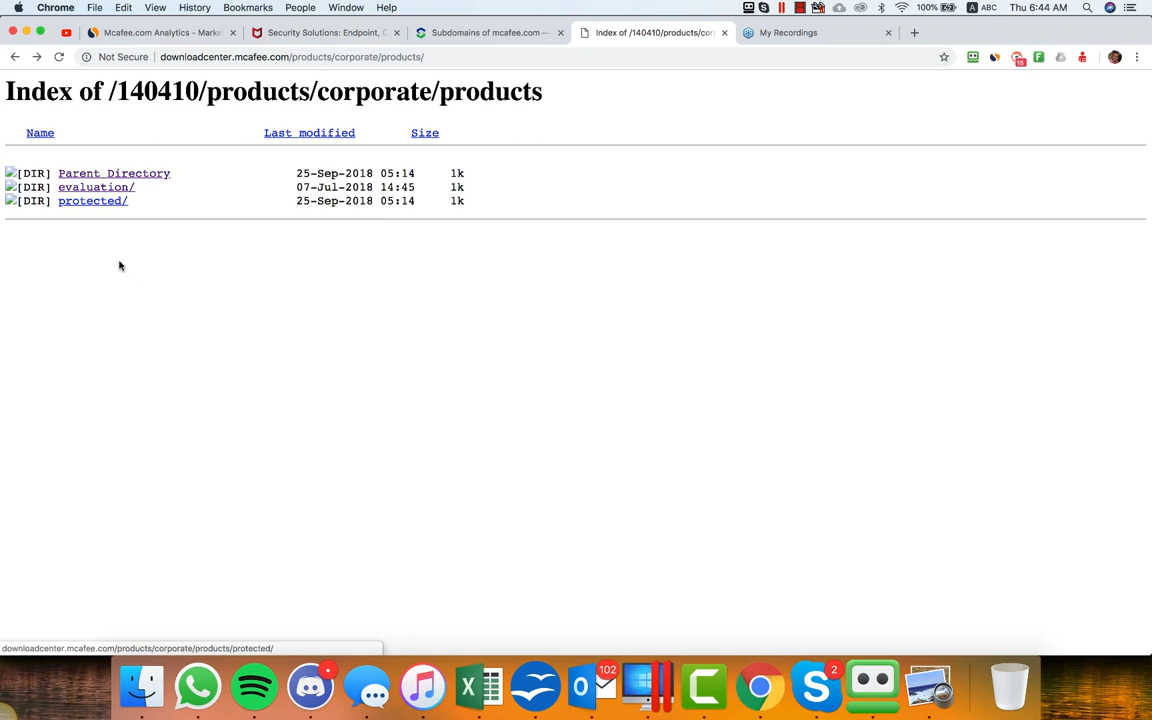 Chrome File Edit View History Bookmarks People Window Help 100% A ABC Thu 6:44 AM
Mcafee.com Analytics - Marke Security Solutions: Endpoint, C Subdomains of mcafee.com — Index of /140410/products/cor My Recordings
Not Secure downloadcenter.mcafee.com/products/corporate/products/ 15 F
Index of /140410/products/corporate/products
Name Last modified Size
[DIR] Parent Directory 25-Sep-2018 05:14 1k
[DIR] evaluation/ 07-Jul-2018 14:45 1k
[DIR] protected/ 25-Sep-2018 05:14 1k
downloadcenter.mcafee.com/products/corporate/products/protected/
102 2